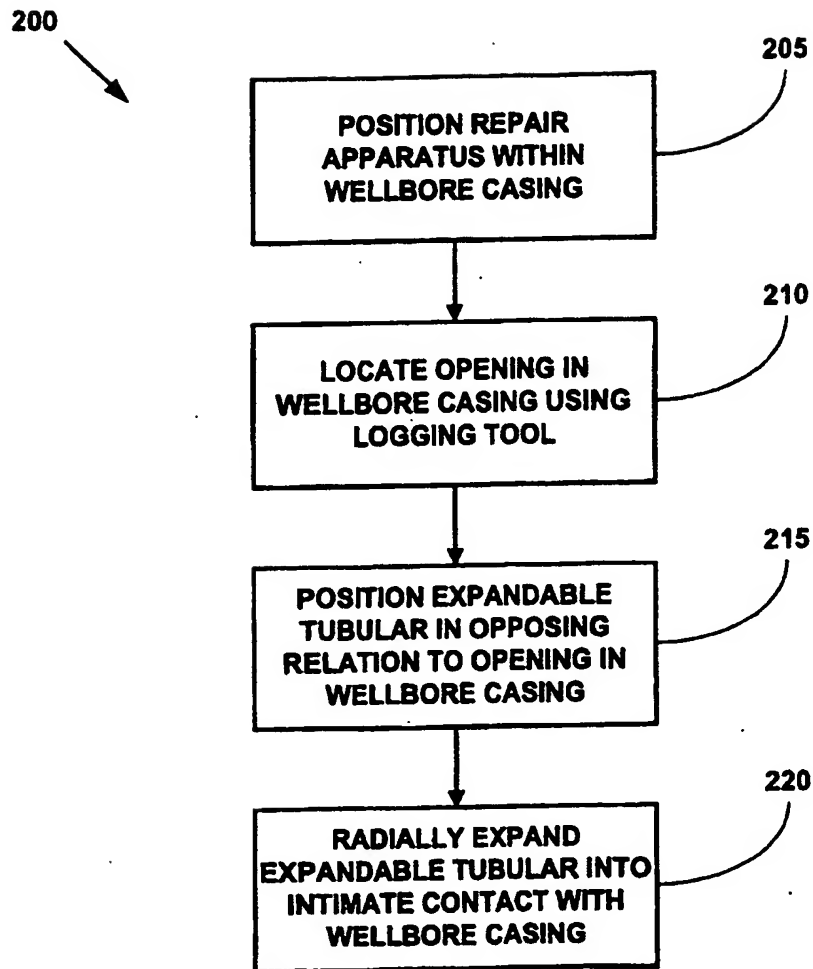 200
205
POSITION REPAIR
APPARATUS WITHIN
WELLBORE CASING
210
LOCATE OPENING IN
WELLBORE CASING USING
LOGGING TOOL
215
POSITION EXPANDABLE
TUBULAR IN OPPOSING
RELATION TO OPENING IN
WELLBORE CASING
220
RADIALLY EXPAND
EXPANDABLE TUBULAR INTO
INTIMATE CONTACT WITH
WELLBORE CASING